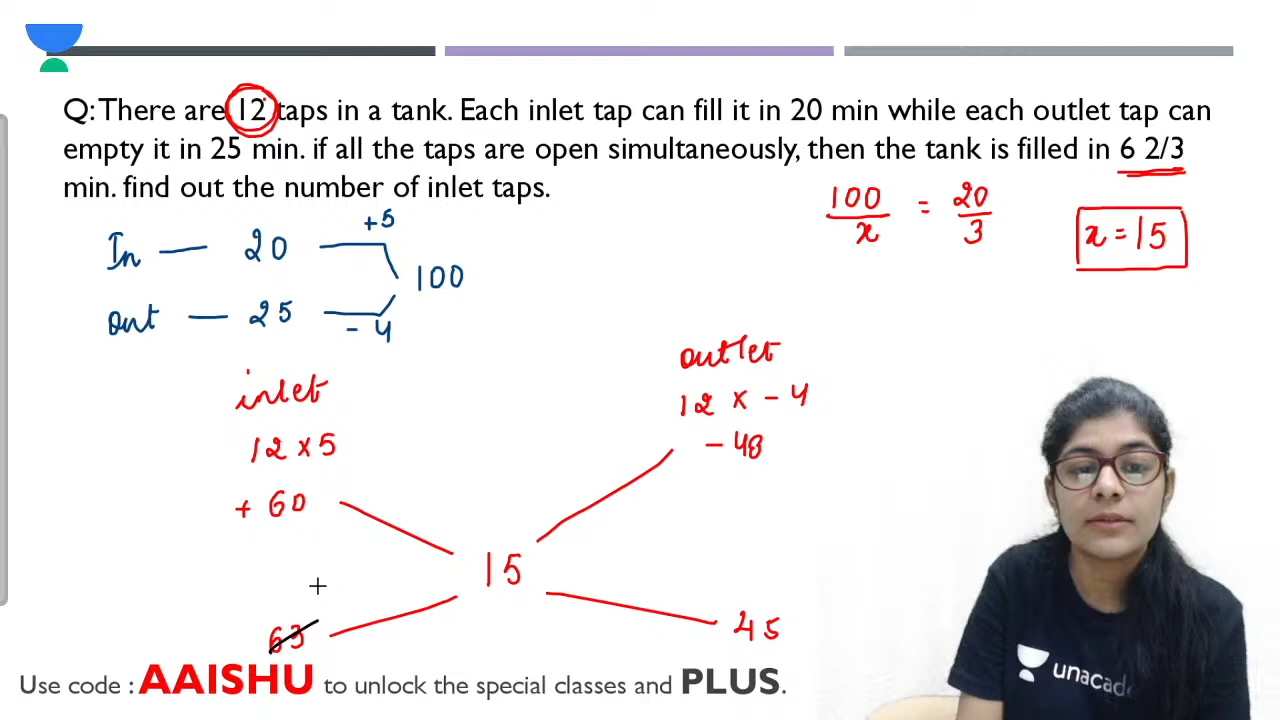 Q: There are 12 taps in a tank. Each inlet tap can fill it in 20 min while each outlet tap can
empty it in 25 min. if all the taps are open simultaneously, then the tank is filled in 6 2/3
min. find out the number of inlet taps.
100/x = 20/3
x = 15
+5
In — 20
100
out — 25
- 4
inlet
12 x 5
+ 60
outlet
12 x - 4
- 48
15
63
45
unacade
Use code : AAISHU to unlock the special classes and PLUS.